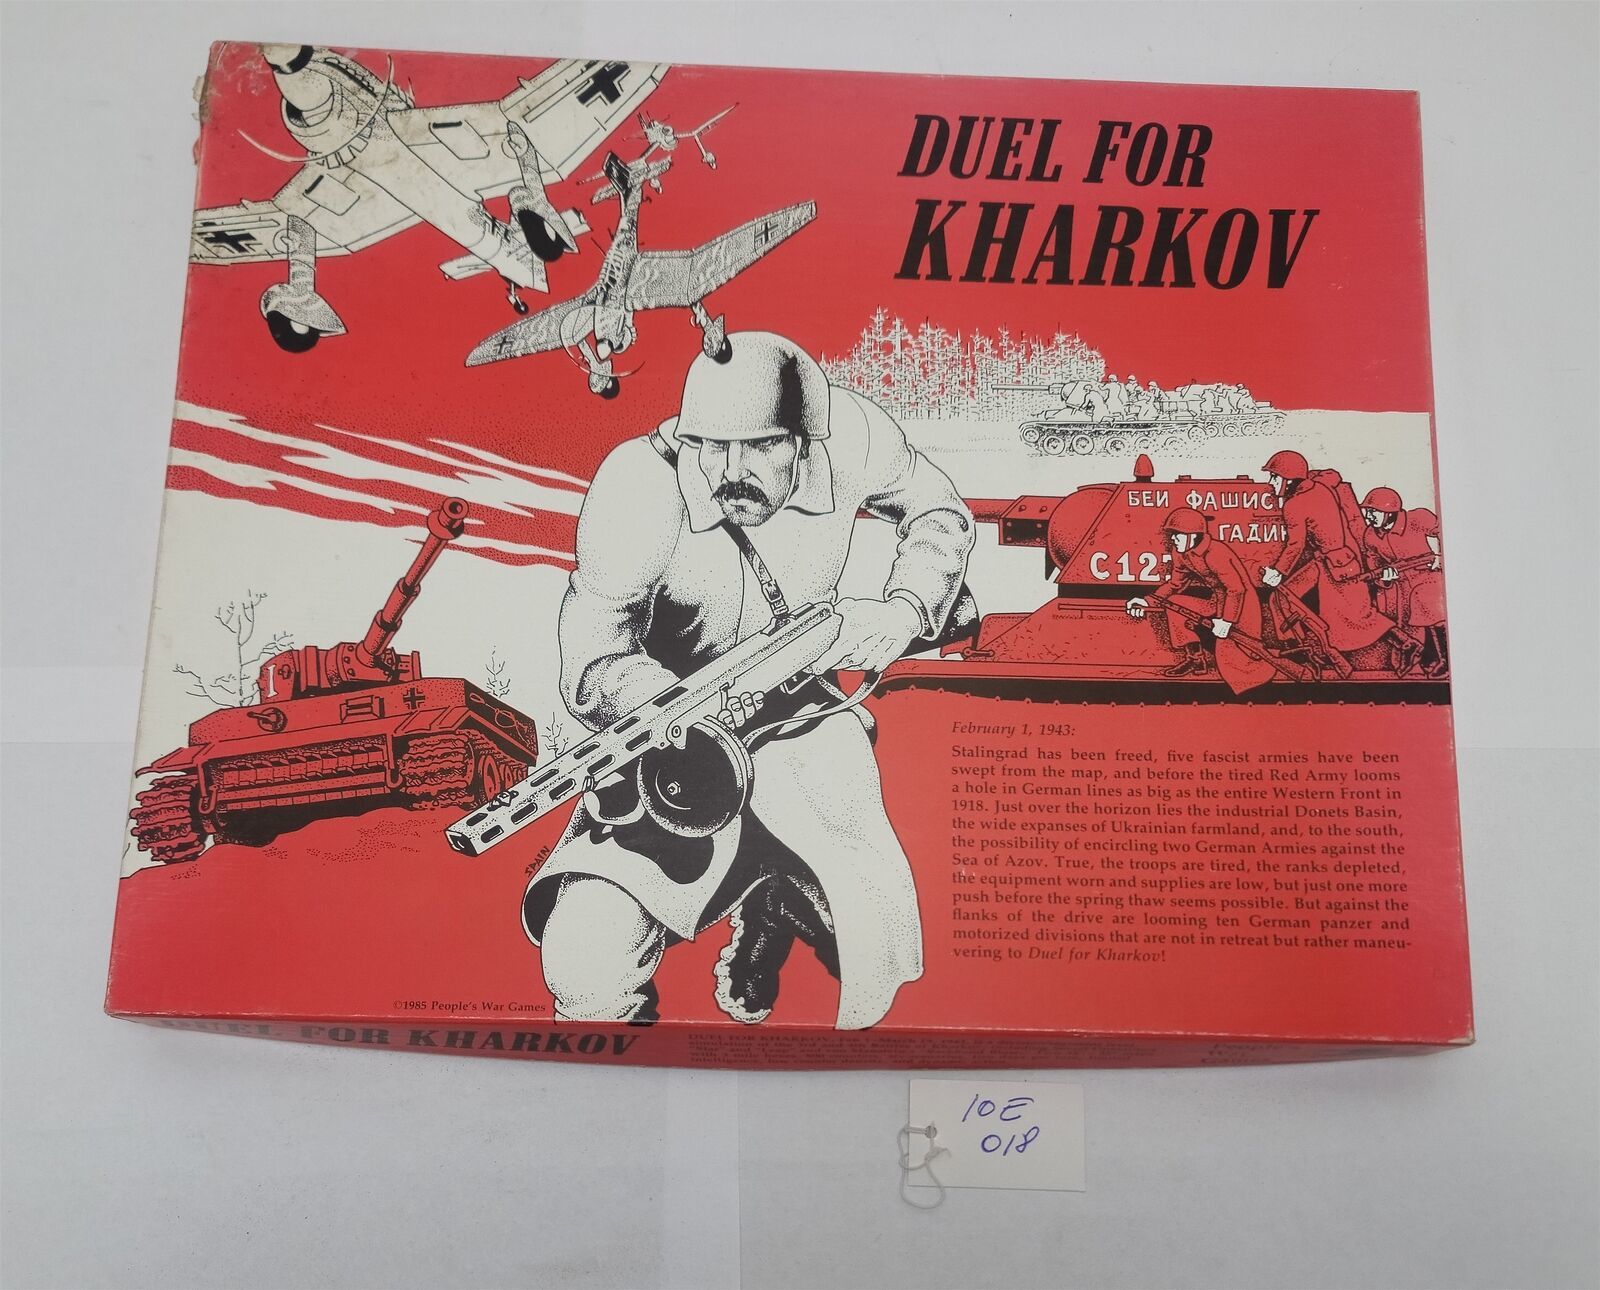 DUEL FOR
KHARKOV
БЕЙ ФАШИС
ГАДИ
C 12
I
February 1, 1943:
Stalingrad has been freed, five fascist armies have been
swept from the map, and before the tired Red Army looms
a hole in German lines as big as the entire Western Front in
1918. Just over the horizon lies the industrial Donets Basin,
the wide expanses of Ukrainian farmland, and, to the south,
the possibility of encircling two German Armies against the
Sea of Azov. True, the troops are tired, the ranks depleted,
the equipment worn and supplies are low, but just one more
push before the spring thaw seems possible. But against the
flanks of the drive are looming ten German panzer and
motorized divisions that are not in retreat but rather maneu-
vering to Duel for Kharkov!
SPAIN
©1985 People's War Games
DUEL FOR KHARKOV
10E
018